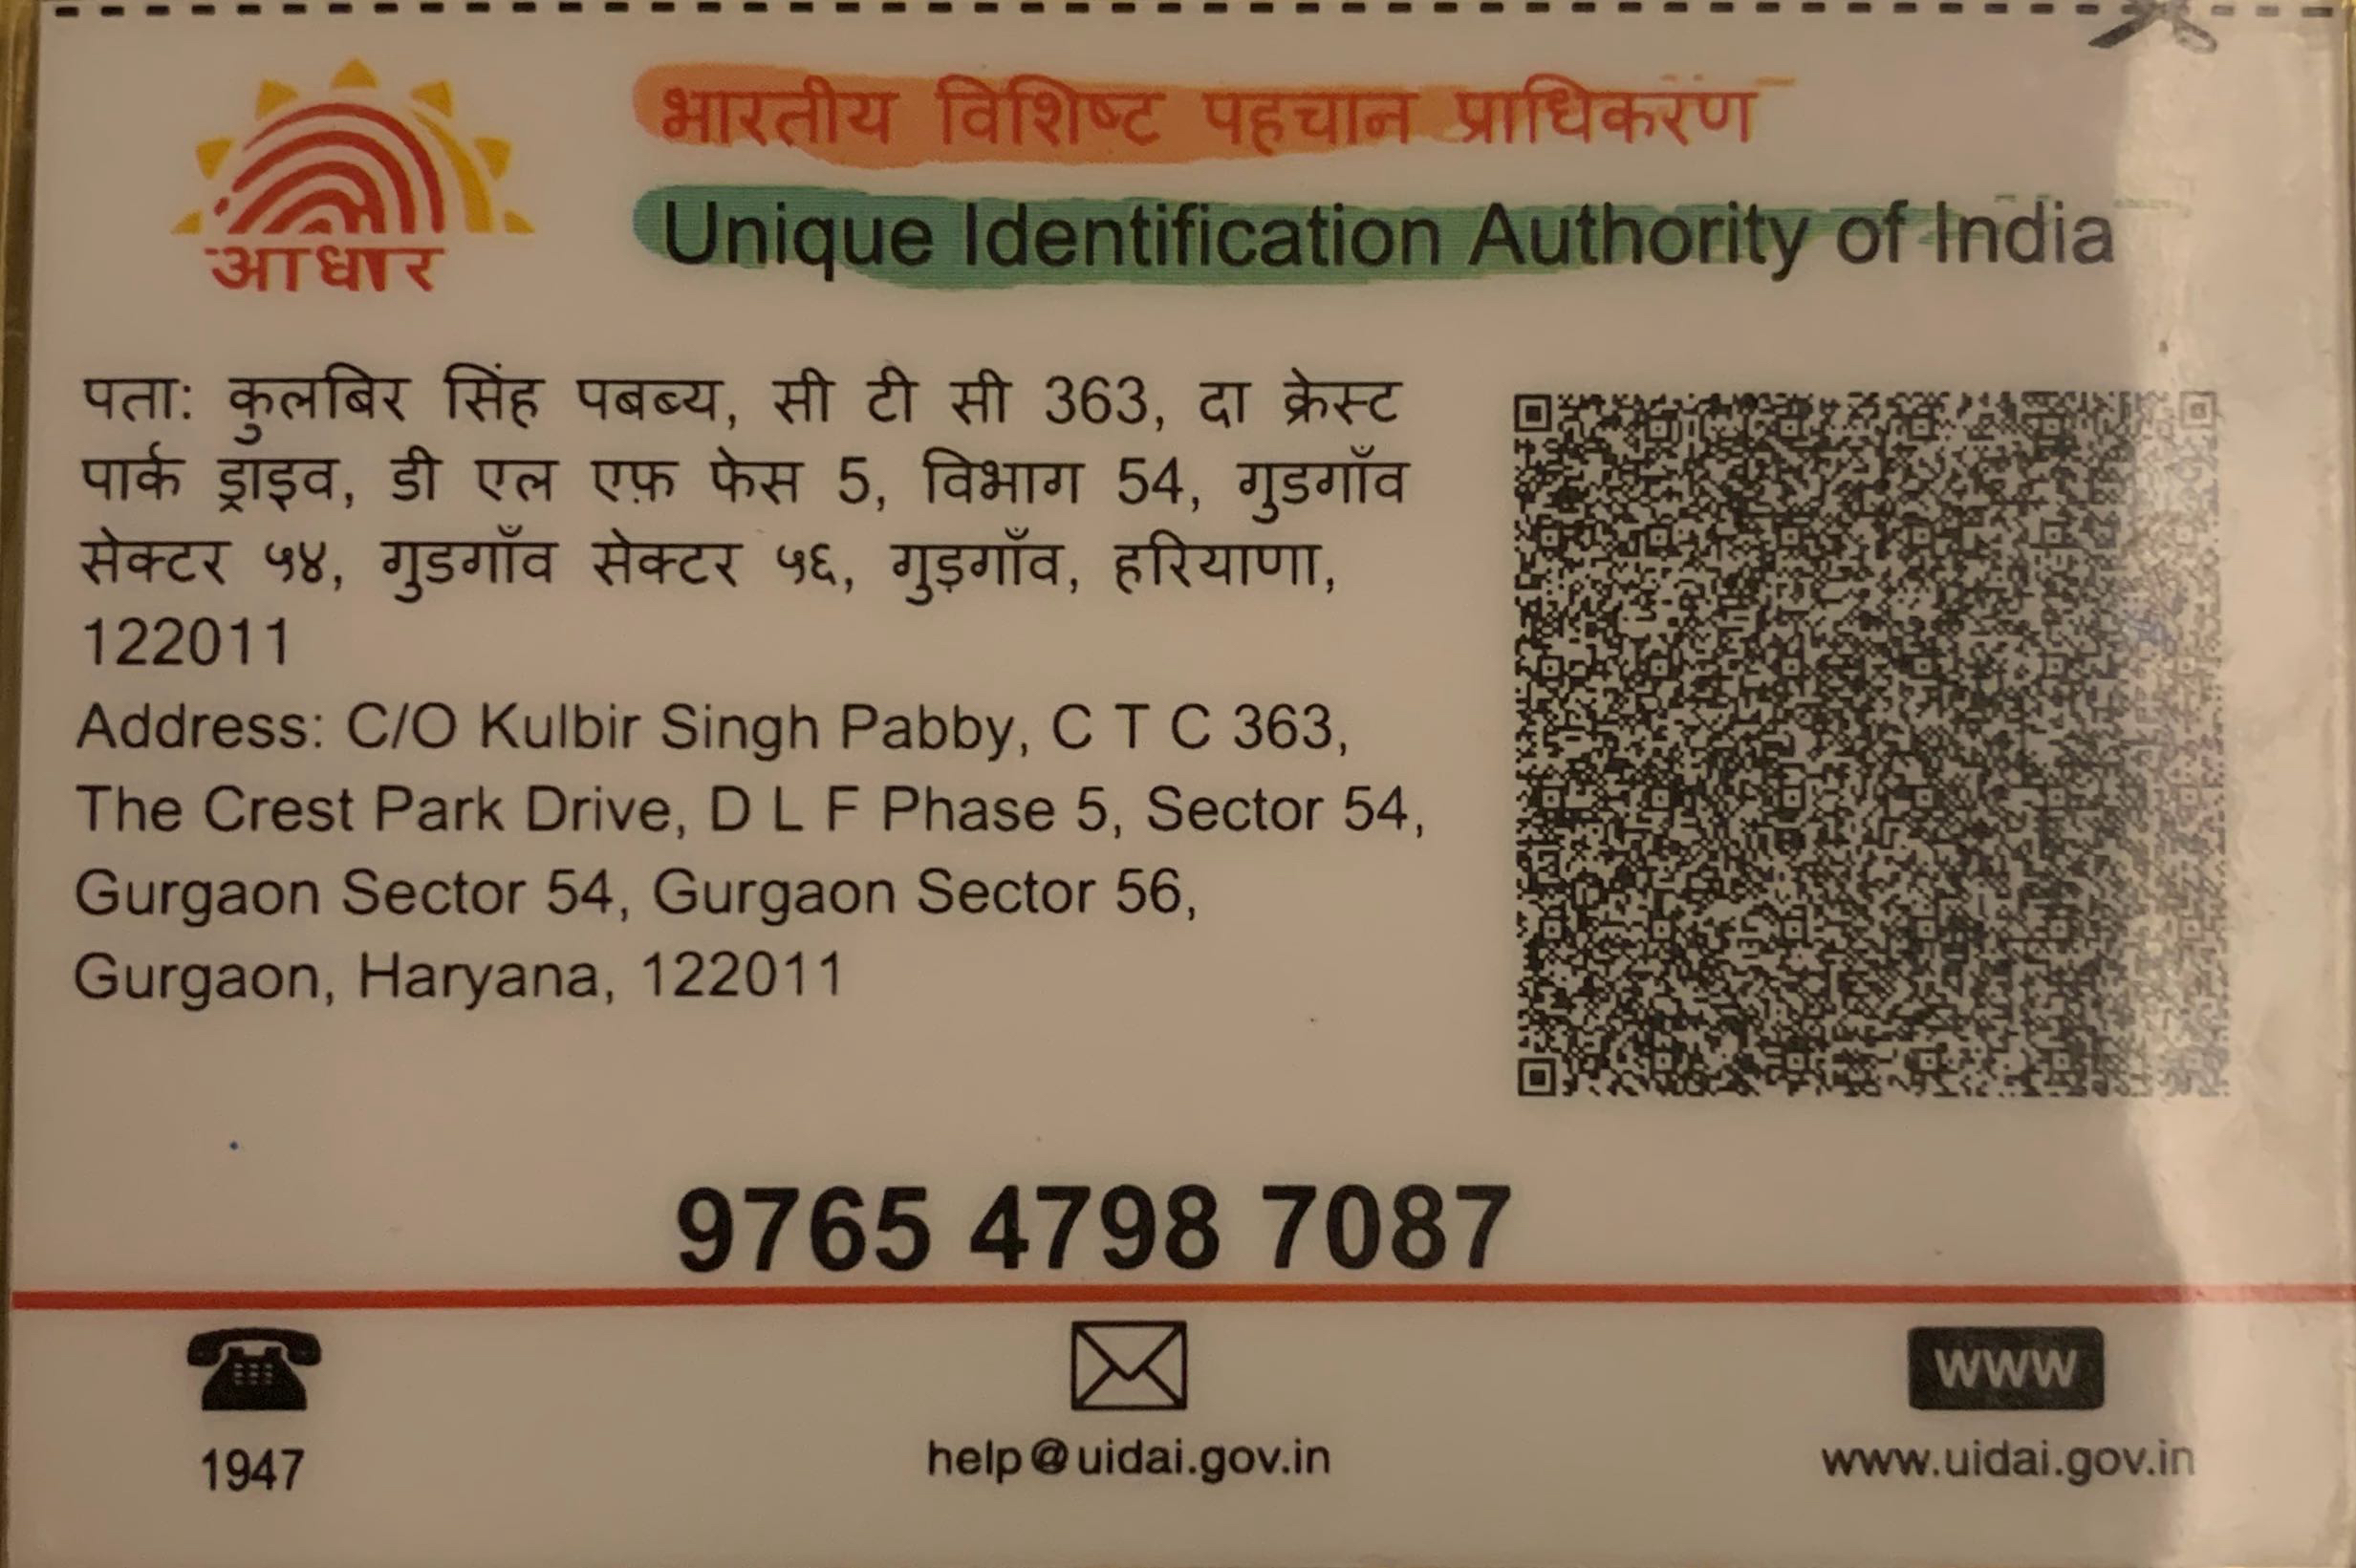 आधार
भारतीय विशिष्ट पहचान प्राधिकरण
Unique Identification Authority of India
पता: कुलबिर सिंह पबब्य, सी टी सी 363, दा क्रेस्ट
पार्क ड्राइव, डी एल एफ़ फेस 5, विभाग 54, गुडगाँव
सेक्टर ५४, गुडगाँव सेक्टर ५६, गुड़गाँव, हरियाणा,
122011
Address: C/O Kulbir Singh Pabby, C T C 363,
The Crest Park Drive, D L F Phase 5, Sector 54,
Gurgaon Sector 54, Gurgaon Sector 56,
Gurgaon, Haryana, 122011
9765 4798 7087
1947
help@uidai.gov.in
WWW
www.uidai.gov.in